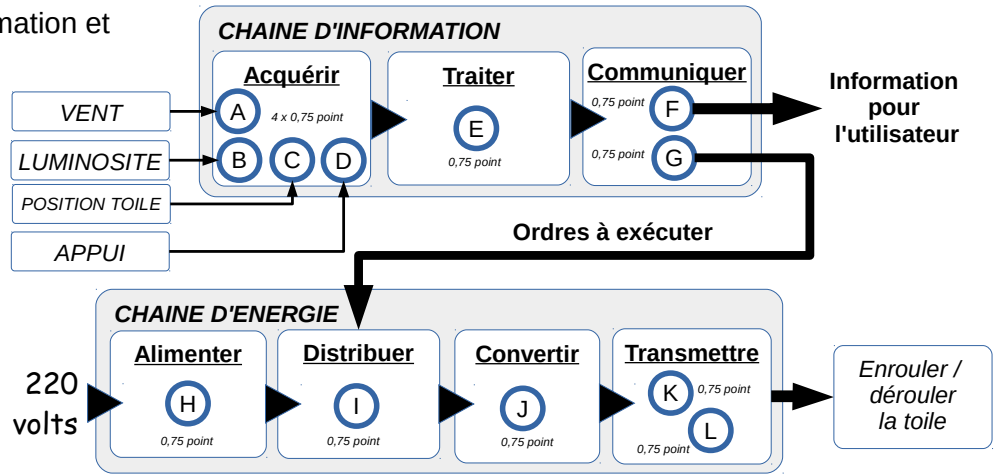 mation et
CHAINE D'INFORMATION
Acquérir
Traiter
Communiquer
VENT
LUMINOSITE
POSITION TOILE
APPUI
A
4 x 0,75 point
B
C
D
E
0,75 point
0,75 point
F
0,75 point
G
Information
pour
l'utilisateur
Ordres à exécuter
CHAINE D'ENERGIE
220
volts
Alimenter
H
0,75 point
Distribuer
I
0,75 point
Convertir
J
0,75 point
Transmettre
K
0,75 point
L
0,75 point
Enrouler /
dérouler
la toile